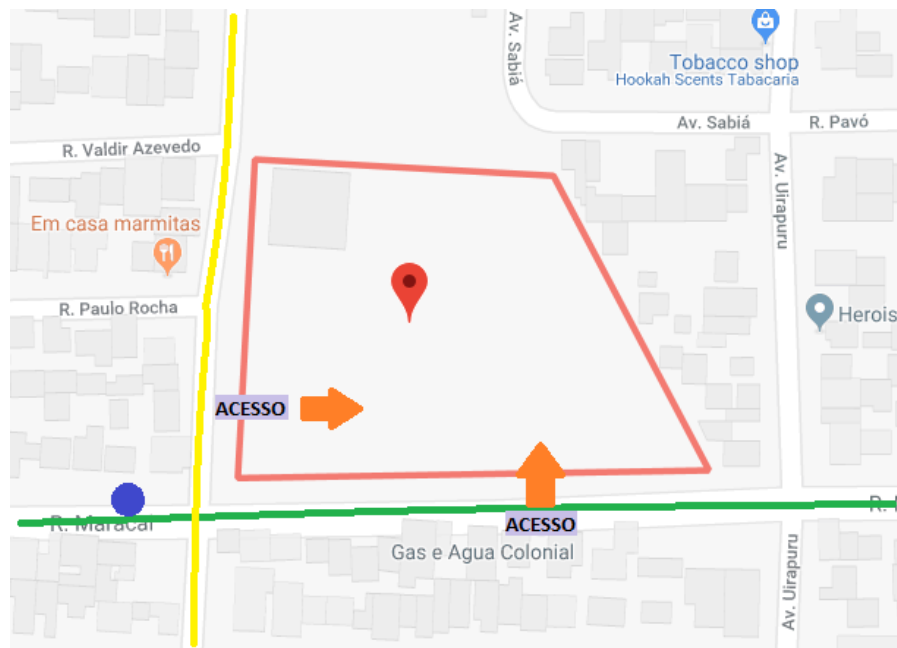 Av. Sabiá
Tobacco shop
Hookah Scents Tabacaria
Av. Sabiá
R. Pavó
R. Valdir Azevedo
Av. Uirapuru
Em casa marmitas
R. Paulo Rocha
Herois
ACESSO
R. Maracaí
ACESSO
Gas e Agua Colonial
Av. Uirapuru
R.